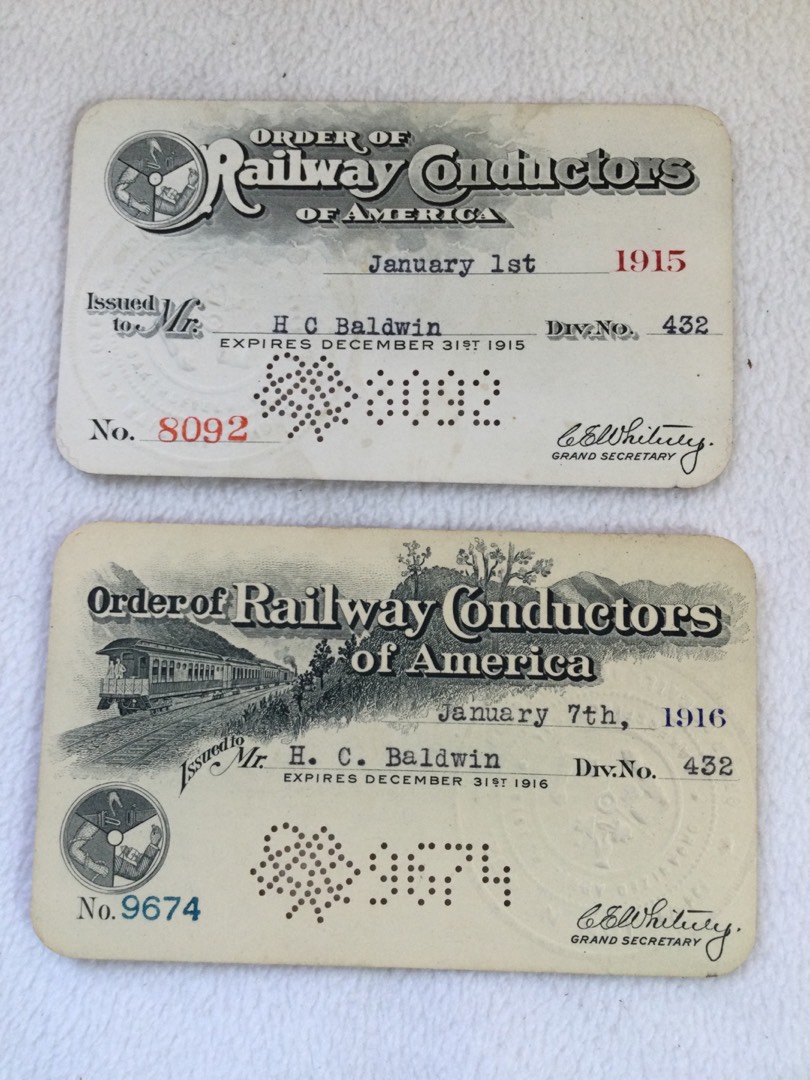 ORDER OF
Railway Conductors
OF AMERICA
January 1st 1915
Issued to Mr. H C Baldwin Div. No. 432
EXPIRES DECEMBER 31ST 1915
8092
No. 8092
C E Whitney.
GRAND SECRETARY
Order of Railway Conductors
of America
January 7th, 1916
Issued to Mr. H. C. Baldwin Div. No. 432
EXPIRES DECEMBER 31ST 1916
9674
No. 9674
C E Whitney.
GRAND SECRETARY